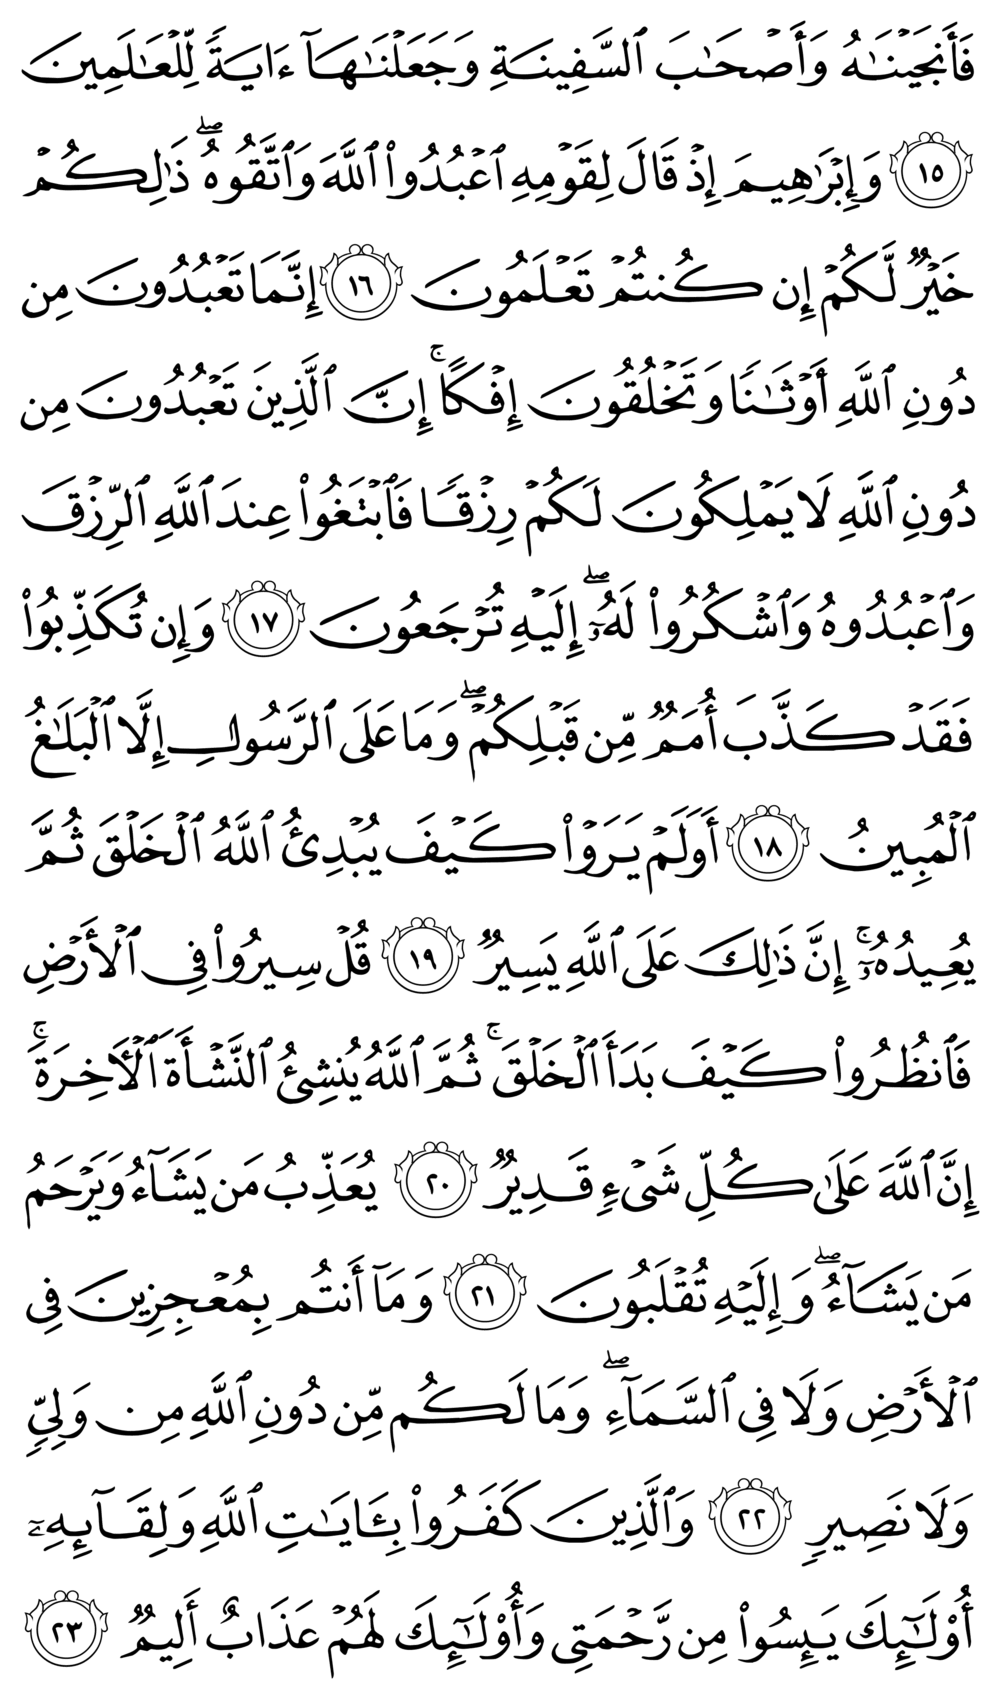 فَأَنجَيۡنَٰهُ وَأَصۡحَٰبَ ٱلسَّفِينَةِ وَجَعَلۡنَٰهَآ ءَايَةٗ لِّلۡعَٰلَمِينَ
١٥ وَإِبۡرَٰهِيمَ إِذۡ قَالَ لِقَوۡمِهِ ٱعۡبُدُواْ ٱللَّهَ وَٱتَّقُوهُۖ ذَٰلِكُمۡ
خَيۡرٞ لَّكُمۡ إِن كُنتُمۡ تَعۡلَمُونَ ١٦ إِنَّمَا تَعۡبُدُونَ مِن
دُونِ ٱللَّهِ أَوۡثَٰنٗا وَتَخۡلُقُونَ إِفۡكًاۚ إِنَّ ٱلَّذِينَ تَعۡبُدُونَ مِن
دُونِ ٱللَّهِ لَا يَمۡلِكُونَ لَكُمۡ رِزۡقٗا فَٱبۡتَغُواْ عِندَ ٱللَّهِ ٱلرِّزۡقَ
وَٱعۡبُدُوهُ وَٱشۡكُرُواْ لَهُۥٓۖ إِلَيۡهِ تُرۡجَعُونَ ١٧ وَإِن تُكَذِّبُواْ
فَقَدۡ كَذَّبَ أُمَمٞ مِّن قَبۡلِكُمۡۖ وَمَا عَلَى ٱلرَّسُولِ إِلَّا ٱلۡبَلَٰغُ
ٱلۡمُبِينُ ١٨ أَوَلَمۡ يَرَوۡاْ كَيۡفَ يُبۡدِئُ ٱللَّهُ ٱلۡخَلۡقَ ثُمَّ
يُعِيدُهُۥٓۚ إِنَّ ذَٰلِكَ عَلَى ٱللَّهِ يَسِيرٞ ١٩ قُلۡ سِيرُواْ فِي ٱلۡأَرۡضِ
فَٱنظُرُواْ كَيۡفَ بَدَأَ ٱلۡخَلۡقَۚ ثُمَّ ٱللَّهُ يُنشِئُ ٱلنَّشۡأَةَ ٱلۡأٓخِرَةَۚ
إِنَّ ٱللَّهَ عَلَىٰ كُلِّ شَيۡءٖ قَدِيرٞ ٢٠ يُعَذِّبُ مَن يَشَآءُ وَيَرۡحَمُ
مَن يَشَآءُۖ وَإِلَيۡهِ تُقۡلَبُونَ ٢١ وَمَآ أَنتُم بِمُعۡجِزِينَ فِي
ٱلۡأَرۡضِ وَلَا فِي ٱلسَّمَآءِۖ وَمَا لَكُم مِّن دُونِ ٱللَّهِ مِن وَلِيّٖ
وَلَا نَصِيرٖ ٢٢ وَٱلَّذِينَ كَفَرُواْ بِـَٔايَٰتِ ٱللَّهِ وَلِقَآئِهِۦٓ
أُوْلَٰٓئِكَ يَئِسُواْ مِن رَّحۡمَتِي وَأُوْلَٰٓئِكَ لَهُمۡ عَذَابٌ أَلِيمٞ ٢٣